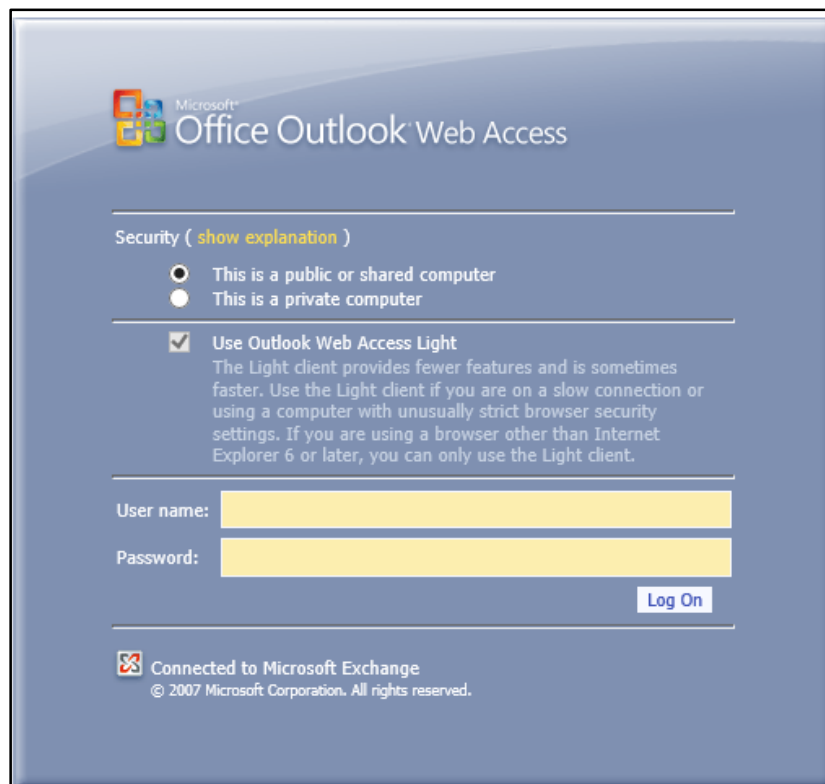 Microsoft®
Office Outlook® Web Access
Security ( show explanation )
This is a public or shared computer
This is a private computer
Use Outlook Web Access Light
The Light client provides fewer features and is sometimes
faster. Use the Light client if you are on a slow connection or
using a computer with unusually strict browser security
settings. If you are using a browser other than Internet
Explorer 6 or later, you can only use the Light client.
User name:
Password:
Log On
Connected to Microsoft Exchange
© 2007 Microsoft Corporation. All rights reserved.